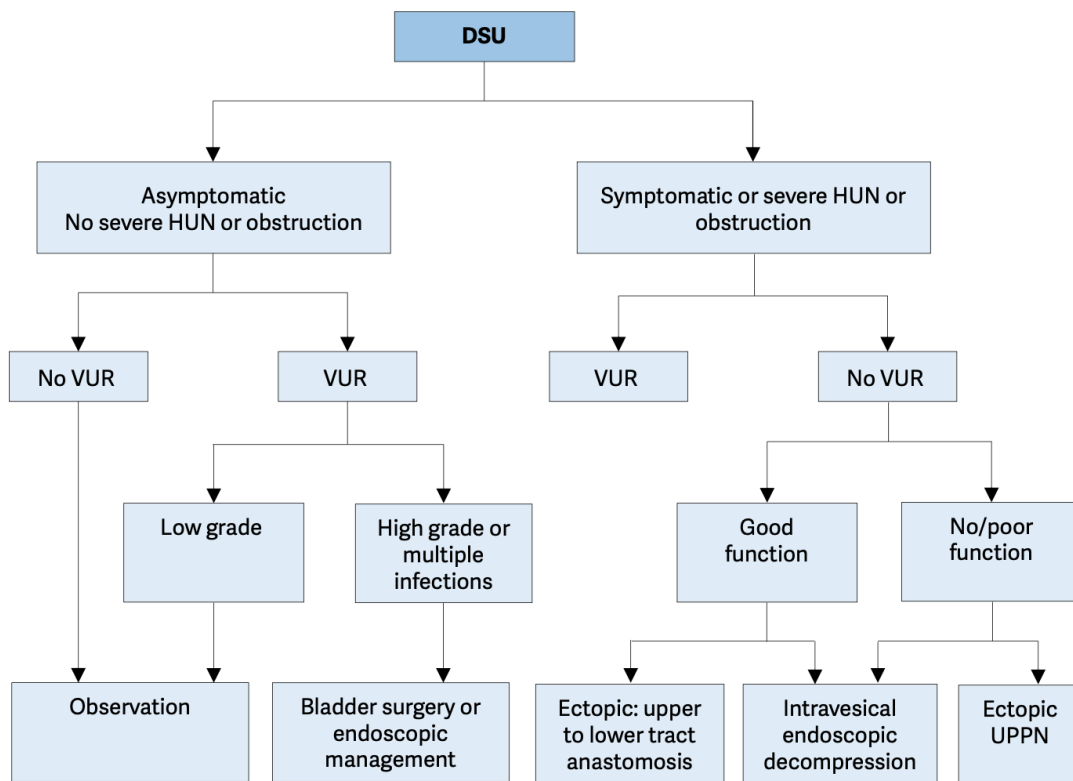 DSU
Asymptomatic
No severe HUN or obstruction
Symptomatic or severe HUN or
obstruction
No VUR
VUR
VUR
No VUR
Low grade
High grade or
multiple
infections
Good
function
No/poor
function
Observation
Bladder surgery or
endoscopic
management
Ectopic: upper
to lower tract
anastomosis
Intravesical
endoscopic
decompression
Ectopic
UPPN